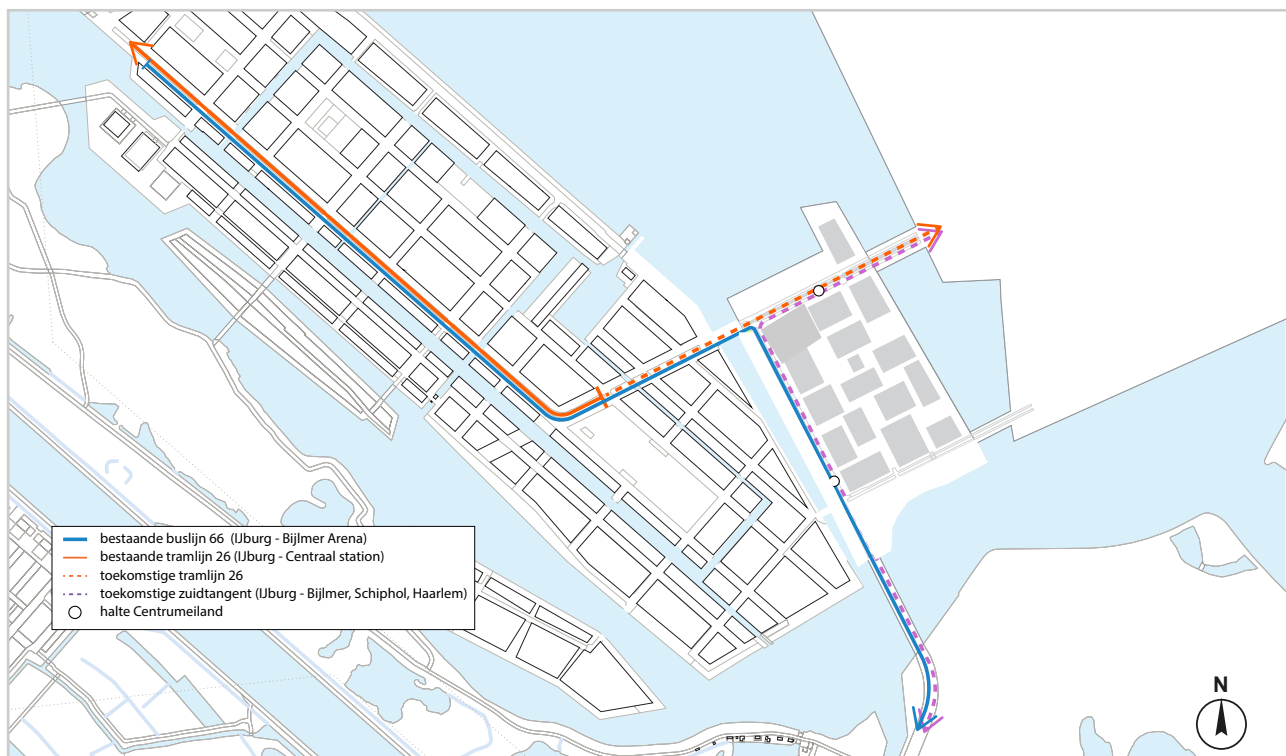 bestaande buslijn 66 (IJburg - Bijlmer Arena)
bestaande tramlijn 26 (IJburg - Centraal station)
toekomstige tramlijn 26
toekomstige zuidtangent (IJburg - Bijlmer, Schiphol, Haarlem)
halte Centrumeiland
N